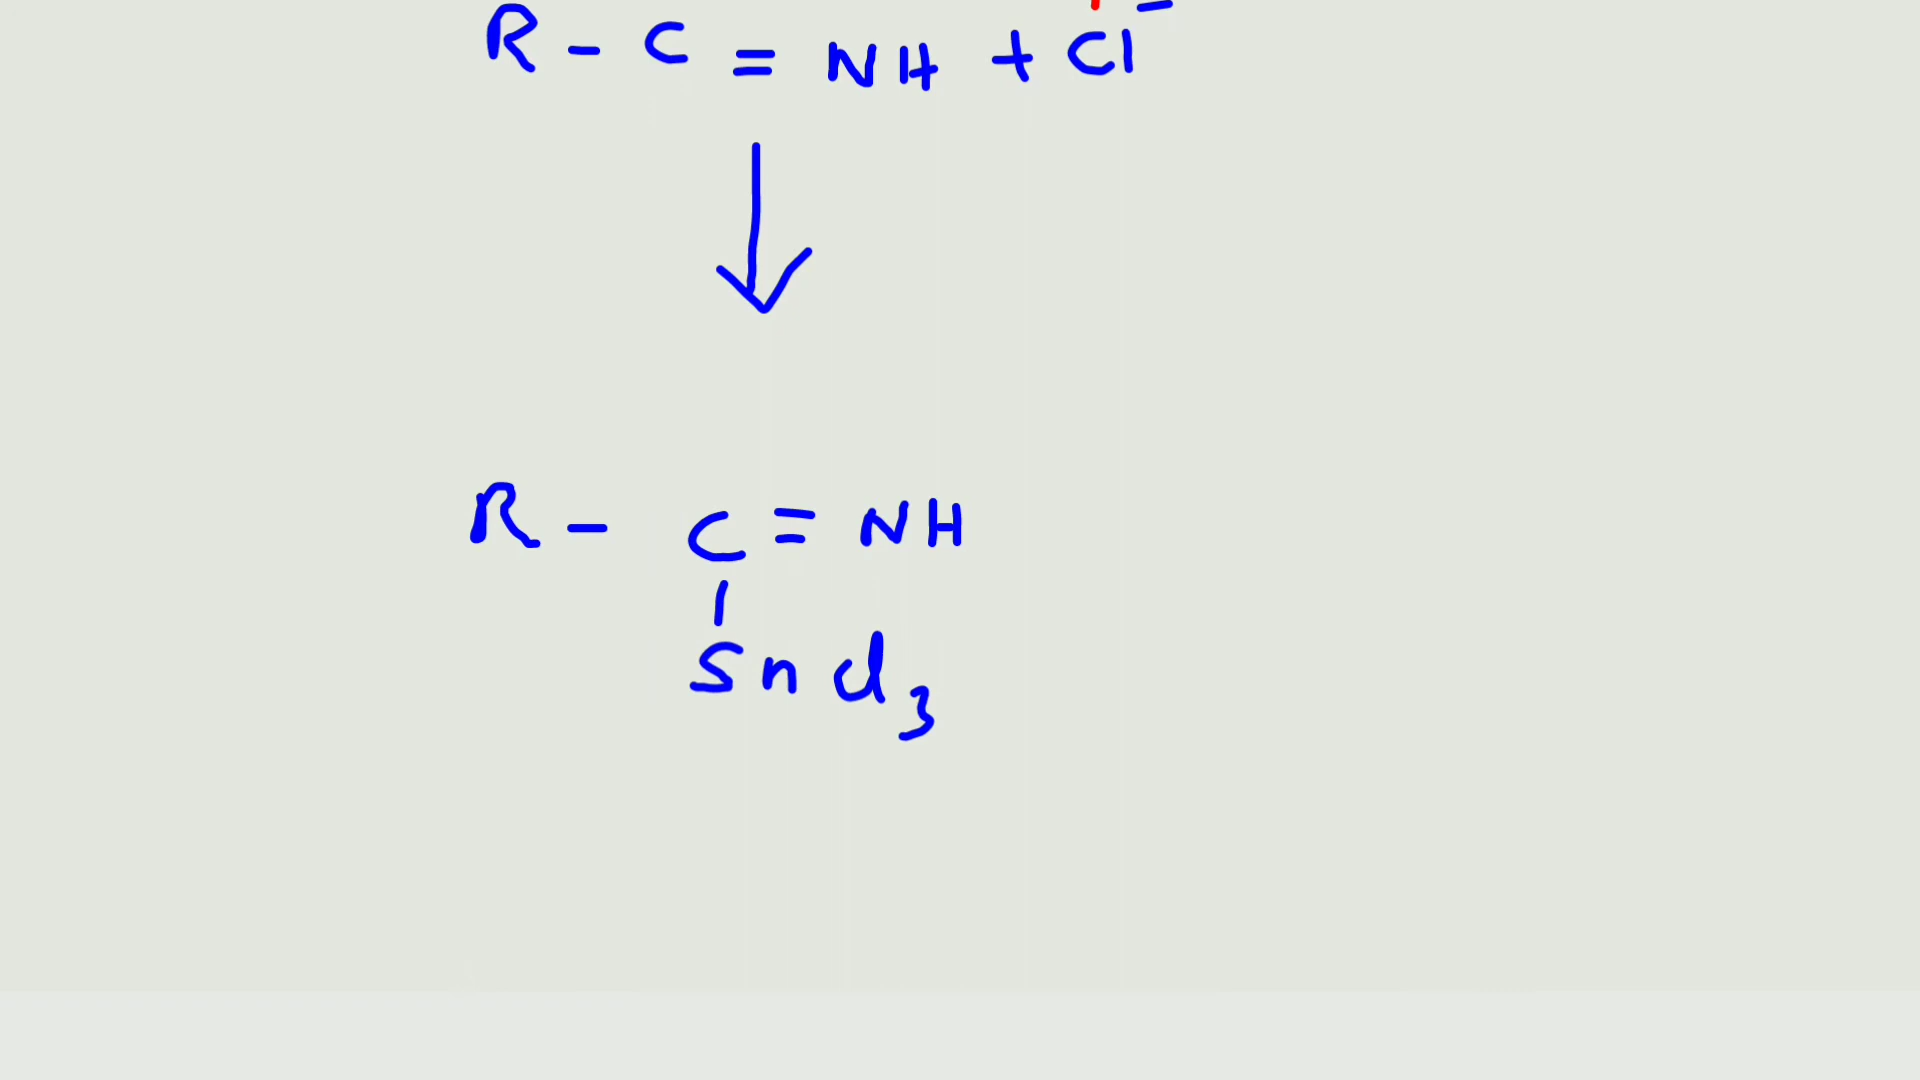 R - C = NH + Cl⁻
R - C = NH
|
SnCl₃